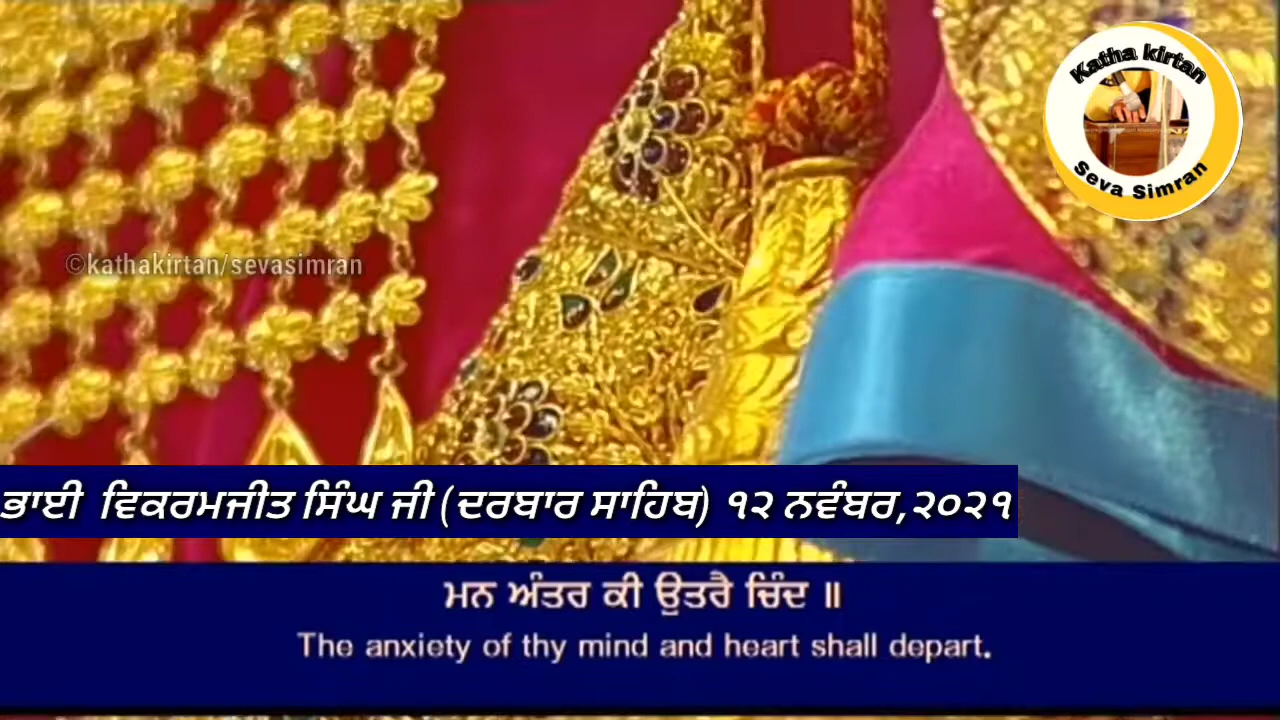 Katha kirtan
Seva Simran
©kathakirtan/sevasimran
ਭਾਈ ਵਿਕਰਮਜੀਤ ਸਿੰਘ ਜੀ (ਦਰਬਾਰ ਸਾਹਿਬ) ੧੨ ਨਵੰਬਰ,੨੦੨੧
ਮਨ ਅੰਤਰ ਕੀ ਉਤਰੈ ਚਿੰਦ ॥
The anxiety of thy mind and heart shall depart.